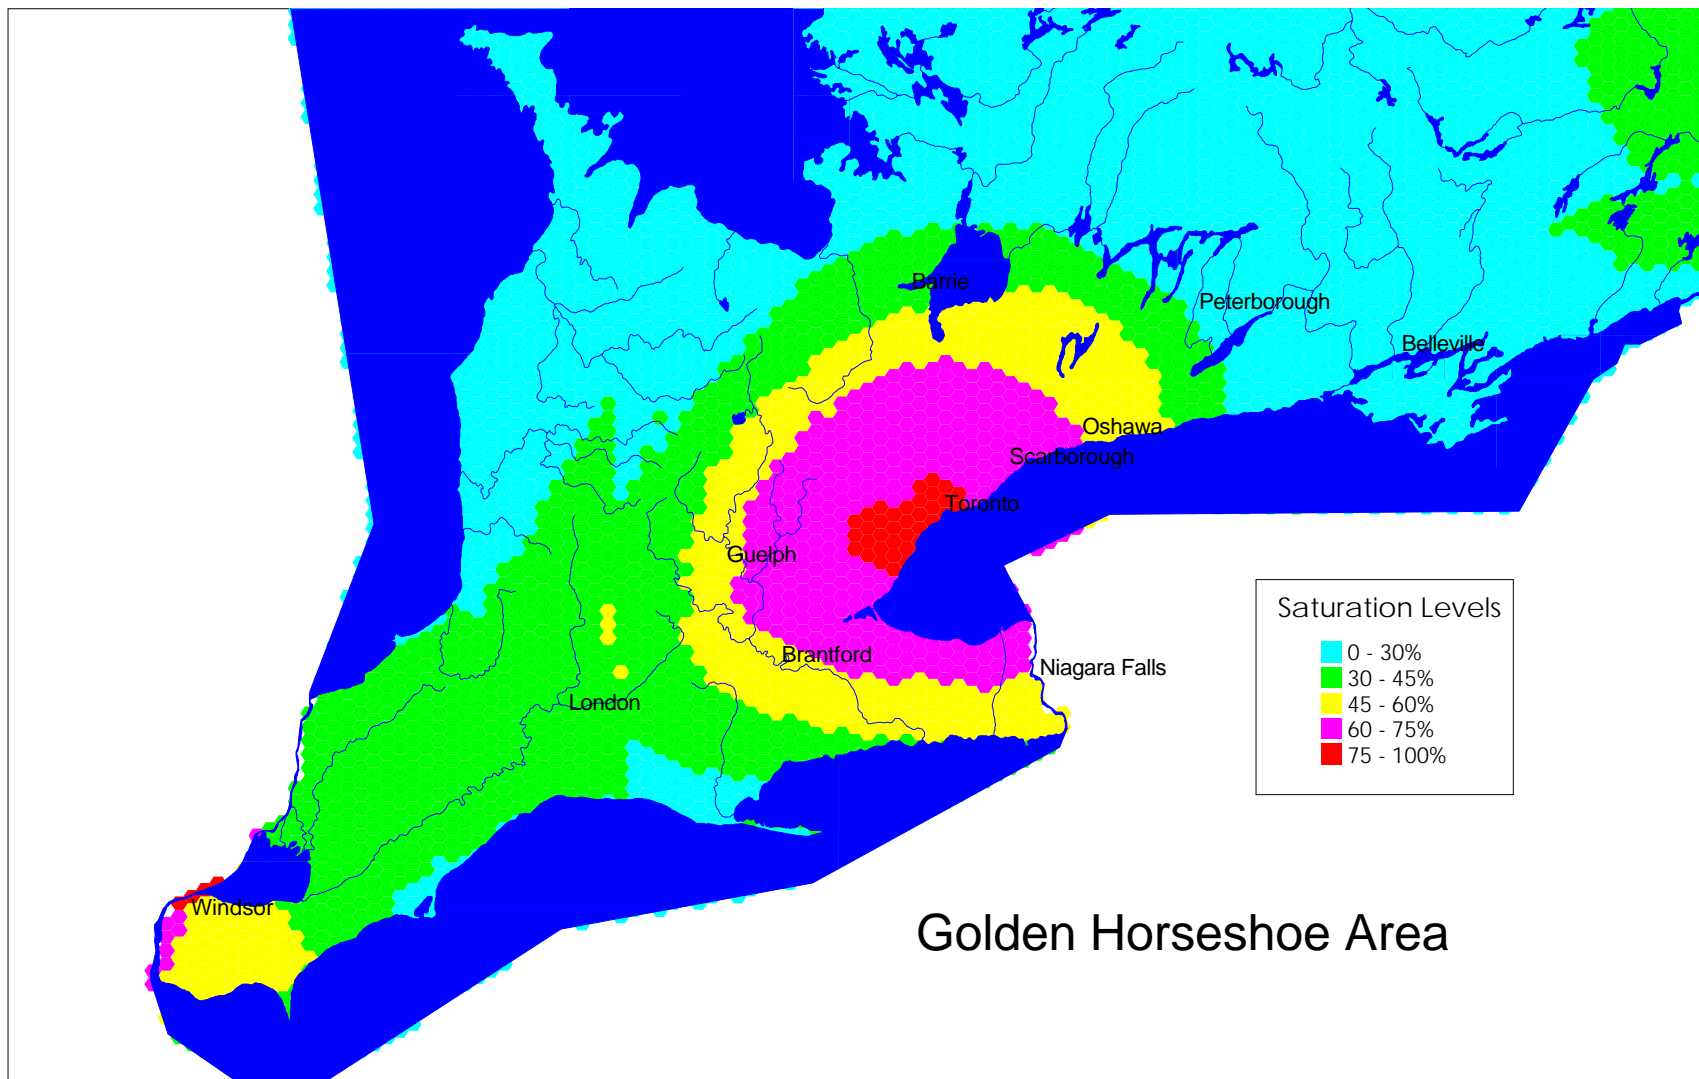 Barrie
Peterborough
Belleville
Oshawa
Scarborough
Toronto
Guelph
Brantford
Niagara Falls
London
Windsor
Saturation Levels
0 - 30%
30 - 45%
45 - 60%
60 - 75%
75 - 100%
Golden Horseshoe Area